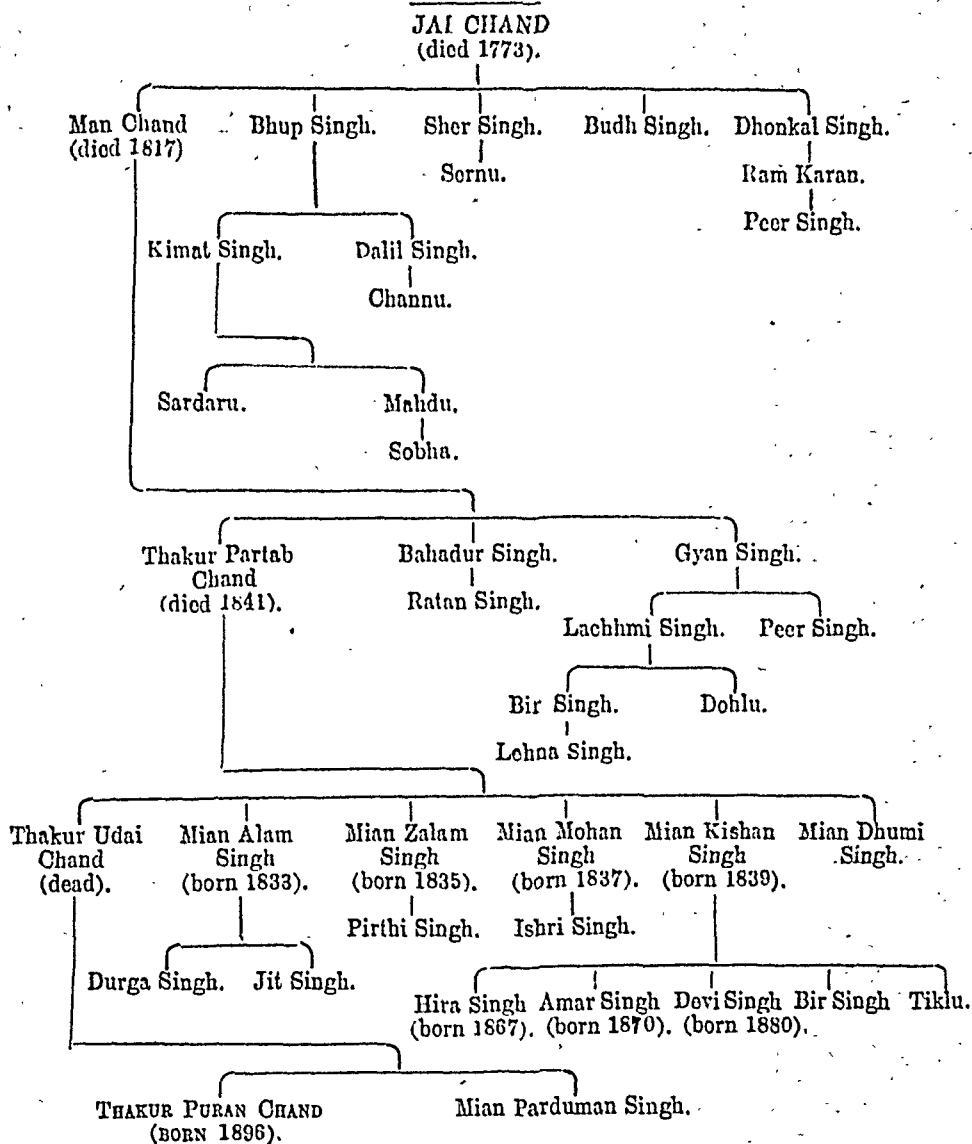 JAI CHAND
(died 1773).
Man Chand Bhup Singh. Sher Singh. Budh Singh. Dhonkal Singh.
(died 1817)
Sernu. Ram Karan.
Peer Singh.
Kimat Singh. Dalil Singh.
Channu.
Sardaru. Mahdu.
Sobha.
Thakur Partab Bahadur Singh. Gyan Singh.
Chand
(died 1841). Ratan Singh.
Lachhmi Singh. Peer Singh.
Bir Singh. Dohlu.
Lehna Singh.
Thakur Udai Mian Alam Mian Zalam Mian Mohan Mian Kishan Mian Dhumi
Chand Singh Singh Singh Singh Singh.
(dead). (born 1833). (born 1835). (born 1837). (born 1839).
Pirthi Singh. Ishri Singh.
Durga Singh. Jit Singh.
Hira Singh Amar Singh Devi Singh Bir Singh Tiklu.
(born 1867). (born 1870). (born 1880).
THAKUR PURAN CHAND Mian Parduman Singh.
(BORN 1896).